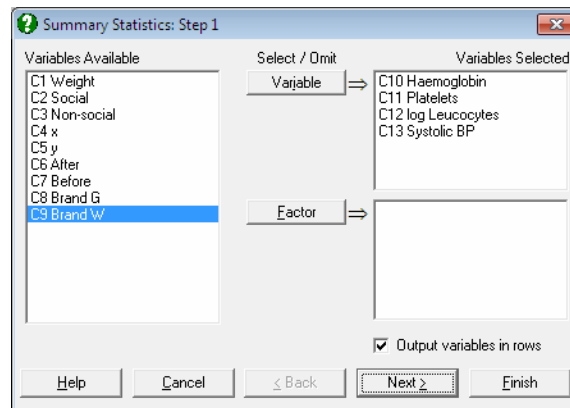 Summary Statistics: Step 1
Variables Available
Select / Omit
Variables Selected
C1 Weight
C2 Social
C3 Non-social
C4 x
C5 y
C6 After
C7 Before
C8 Brand G
C9 Brand W
Variable
C10 Haemoglobin
C11 Platelets
C12 log Leucocytes
C13 Systolic BP
Factor
Output variables in rows
Help
Cancel
< Back
Next >
Finish